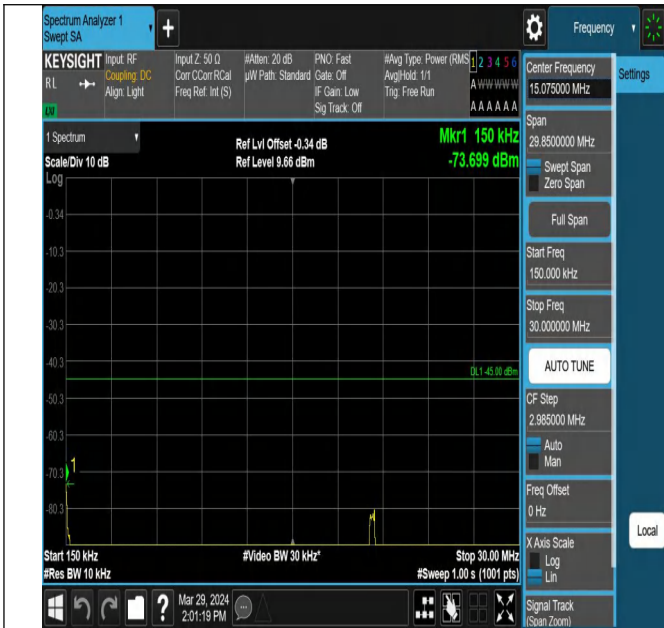 Spectrum Analyzer 1
Swept SA
Frequency
KEYSIGHT
RL
LXI
Input: RF
Coupling: DC
Align: Light
Input Z: 50 Ω
Corr CCorr RCal
Freq Ref: Int (S)
#Atten: 20 dB
µW Path: Standard
PNO: Fast
Gate: Off
IF Gain: Low
Sig Track: Off
#Avg Type: Power (RMS
Avg|Hold: 1/1
Trig: Free Run
1 2 3 4 5 6
A W W W W W
A A A A A A
1 Spectrum
Scale/Div 10 dB
Ref Lvl Offset -0.34 dB
Ref Level 9.66 dBm
Mkr1 150 kHz
-73.699 dBm
Log
-0.34
-10.3
-20.3
-30.3
-40.3
DL1 -45.00 dBm
-50.3
-60.3
-70.3
1
-80.3
Start 150 kHz
#Res BW 10 kHz
#Video BW 30 kHz*
Stop 30.00 MHz
#Sweep 1.00 s (1001 pts)
Mar 29, 2024
2:01:19 PM
Center Frequency
15.075000 MHz
Settings
Span
29.8500000 MHz
Swept Span
Zero Span
Full Span
Start Freq
150.000 kHz
Stop Freq
30.000000 MHz
AUTO TUNE
CF Step
2.985000 MHz
Auto
Man
Freq Offset
0 Hz
Local
X Axis Scale
Log
Lin
Signal Track
(Span Zoom)